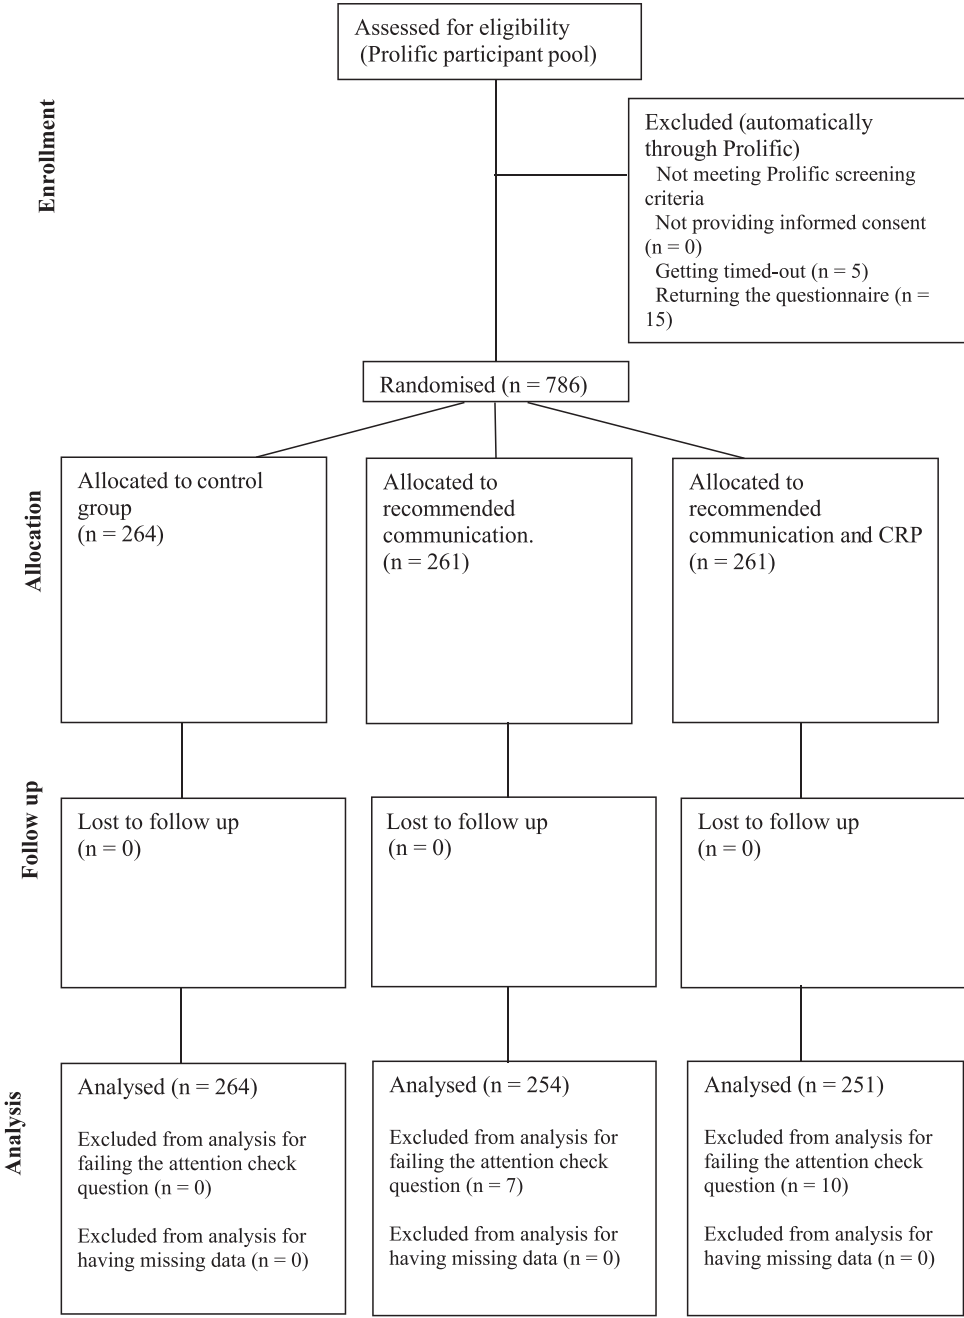 Assessed for eligibility
(Prolific participant pool)
Enrollment
Excluded (automatically
through Prolific)
Not meeting Prolific screening
criteria
Not providing informed consent
(n = 0)
Getting timed-out (n = 5)
Returning the questionnaire (n =
15)
Randomised (n = 786)
Allocation
Allocated to control
group
(n = 264)
Allocated to
recommended
communication.
(n = 261)
Allocated to
recommended
communication and CRP
(n = 261)
Follow up
Lost to follow up
(n = 0)
Lost to follow up
(n = 0)
Lost to follow up
(n = 0)
Analysis
Analysed (n = 264)
Excluded from analysis for
failing the attention check
question (n = 0)
Excluded from analysis for
having missing data (n = 0)
Analysed (n = 254)
Excluded from analysis for
failing the attention check
question (n = 7)
Excluded from analysis for
having missing data (n = 0)
Analysed (n = 251)
Excluded from analysis for
failing the attention check
question (n = 10)
Excluded from analysis for
having missing data (n = 0)